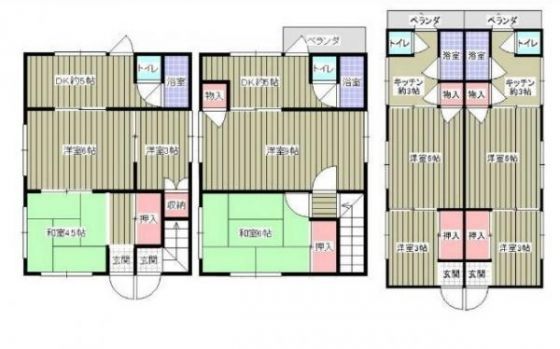 DK約5帖
トイレ
浴室
洋室6帖
洋室3帖
収納
和室4.5帖
押入
玄関
玄関
ベランダ
DK約5帖
トイレ
浴室
物入
洋室9帖
和室6帖
押入
ベランダ
ベランダ
トイレ
浴室
浴室
トイレ
キッチン
約3帖
キッチン
約3帖
物入
物入
洋室6帖
洋室6帖
洋室3帖
押入
押入
洋室3帖
玄関
玄関